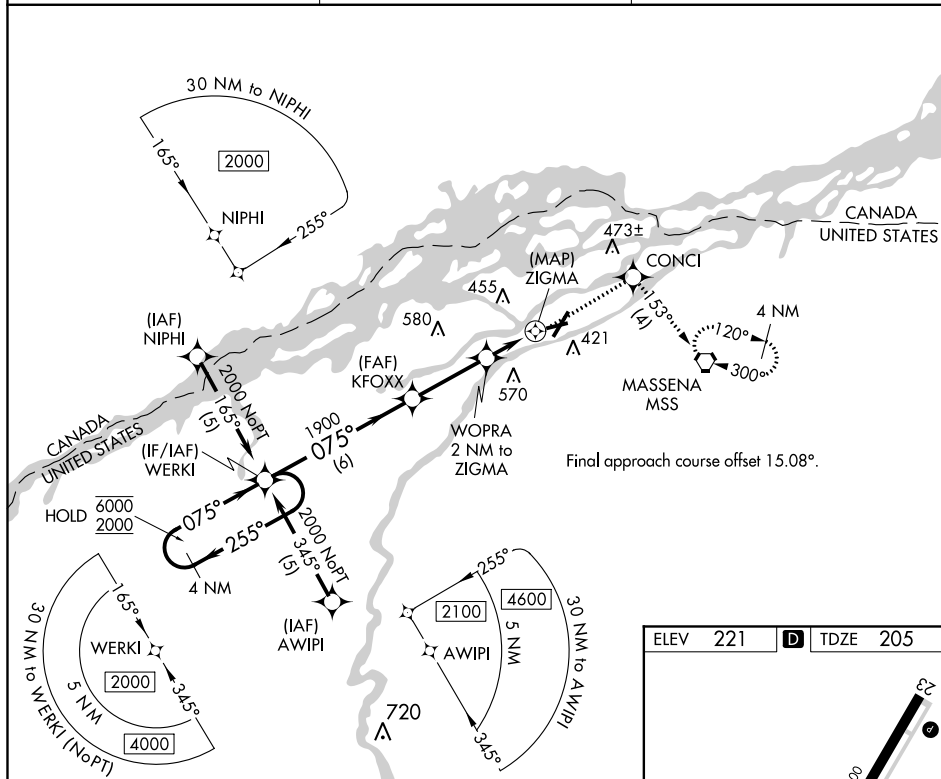 30 NM to NIPHI
165°
2000
NIPHI
255°
CANADA
UNITED STATES
473±
(MAP)
ZIGMA
CONCI
455
153°
(4)
4 NM
120°
300°
580
421
(IAF)
NIPHI
MASSENA
MSS
(FAF)
KFOXX
570
2000 NoPT
165°
(5)
WOPRA
2 NM to
ZIGMA
1900
075°
(6)
CANADA
UNITED STATES
(IF/IAF)
WERKI
Final approach course offset 15.08°.
HOLD
6000
2000
075°
255°
4 NM
2000 NoPT
345°
(5)
(IAF)
AWIPI
165°
WERKI
2000
5 NM
4000
345°
30 NM to WERKI (NoPT)
255°
2100
4600
5 NM
AWIPI
345°
30 NM to AWIPI
720
ELEV 221
D
TDZE 205
23
P